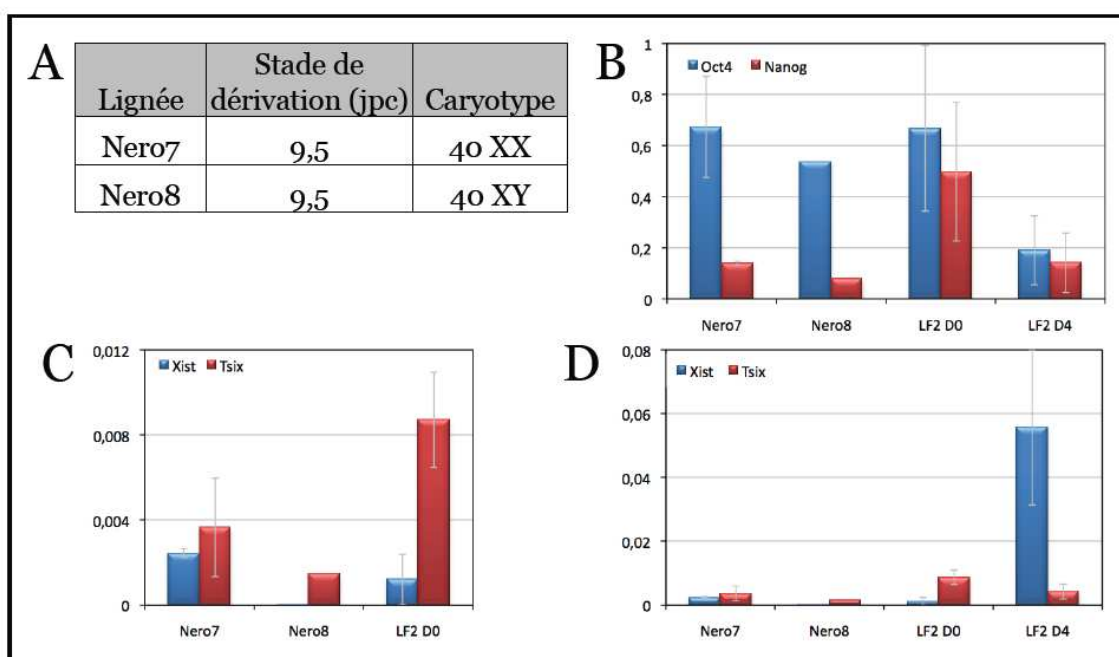 A
Lignée
Stade de
dérivation (jpc)
Caryotype
Nero7
9,5
40 XX
Nero8
9,5
40 XY
B
Oct4
Nanog
1
0,8
0,6
0,4
0,2
0
Nero7
Nero8
LF2 D0
LF2 D4
C
Xist
Tsix
0,012
0,008
0,004
0
Nero7
Nero8
LF2 D0
D
Xist
Tsix
0,08
0,06
0,04
0,02
0
Nero7
Nero8
LF2 D0
LF2 D4